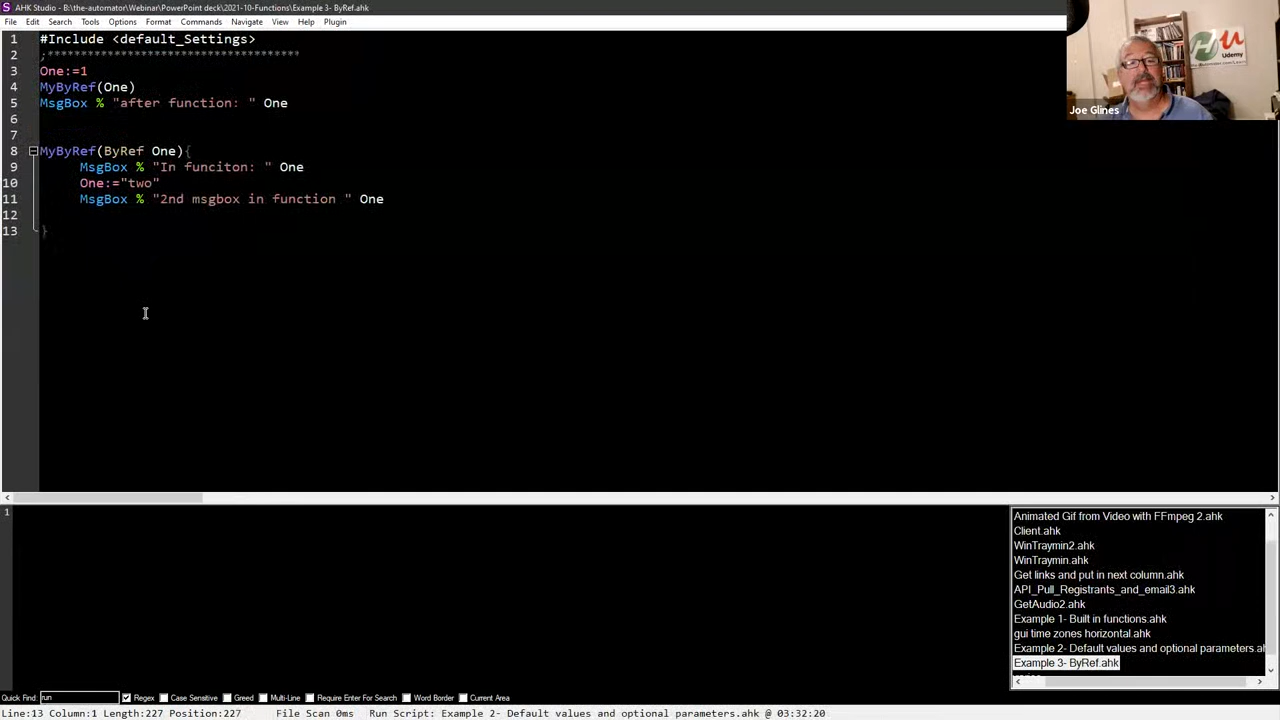 AHK Studio - B:\the-automator\Webinar\PowerPoint deck\2021-10-Functions\Example 3- ByRef.ahk
File Edit Search Tools Options Format Commands Navigate View Help Plugin
1 #Include <default_Settings>
2 ;***************************************
3 One:=1
4 MyByRef(One)
5 MsgBox % "after function: " One
6
7
8 MyByRef(ByRef One){
9 MsgBox % "In funciton: " One
10 One:="two"
11 MsgBox % "2nd msgbox in function " One
12
13 }
Udemy
Joe Glines
1
Animated Gif from Video with FFmpeg 2.ahk
Client.ahk
WinTraymin2.ahk
WinTraymin.ahk
Get links and put in next column.ahk
API_Pull_Registrants_and_email3.ahk
GetAudio2.ahk
Example 1- Built in functions.ahk
gui time zones horizontal.ahk
Example 2- Default values and optional parameters.ah
Example 3- ByRef.ahk
Quick Find: run Regex Case Sensitive Greed Multi-Line Require Enter For Search Word Border Current Area
Line:13 Column:1 Length:227 Position:227 File Scan 0ms Run Script: Example 2- Default values and optional parameters.ahk @ 03:32:20